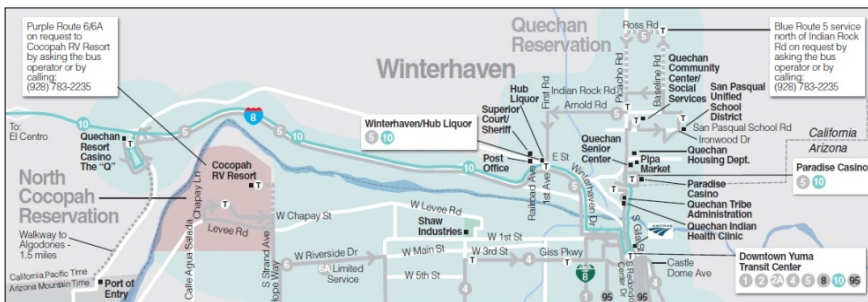 Purple Route 6/6A
on request to
Cocopah RV Resort
by asking the bus
operator or by
calling:
(928) 783-2235
Quechan
Reservation
Ross Rd
T
5
Blue Route 5 service
north of Indian Rock
Rd on request by
asking the bus
operator or by
calling:
(928) 783-2235
Winterhaven
Picacho Rd
Baseline Rd
Quechan
Community
Center/
Social
Services
San Pasqual
Unified
School
District
Hub
Liquor
First Rd
Indian Rock Rd
Arnold Rd
Superior
Court/
Sheriff
San Pasqual School Rd
Ironwood Dr
To:
El Centro
10
5
8
Quechan
Resort
Casino
The "Q"
T
Winterhaven/Hub Liquor
5 10
Post
Office
E St
Quechan
Senior
Center
Pipa
Market
Quechan
Housing Dept.
California
Arizona
Paradise Casino
5 10
Cocopah
RV Resort
T
Railroad Ave
1st Ave
Winterhaven Dr
Paradise
Casino
Quechan Tribe
Administration
Quechan Indian
Health Clinic
North
Cocopah
Reservation
Chapay Ln
Levee Rd
W Chapay St
W Levee Rd
Shaw
Industries
W 1st St
W Main St
W 3rd St
Giss Pkwy
W Riverside Dr
6A Limited
Service
W 5th St
Walkway to
Algodones -
1.5 miles
Calle Agua Salada
S Strand Ave
California Pacific Time
Arizona Mountain Time
Port of
Entry
6
4
8
1
95
S Gila St
AMTRAK
Castle
Dome Ave
Downtown Yuma
Transit Center
1 2 2A 4 5 8 10 95